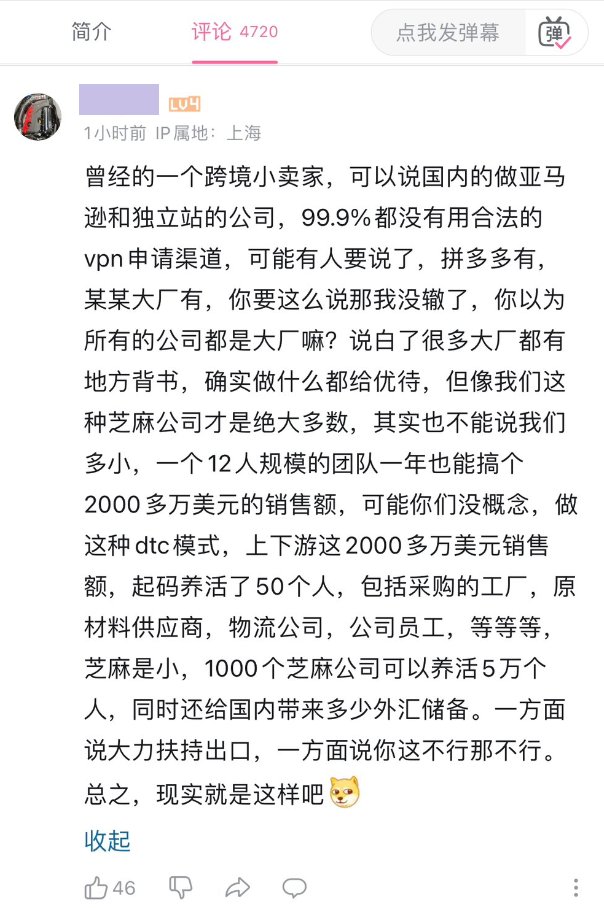 简介
评论 4720
点我发弹幕
弹
LV4
1小时前 IP属地：上海
曾经的一个跨境小卖家，可以说国内的做亚马
逊和独立站的公司，99.9%都没有用合法的
vpn申请渠道，可能有人要说了，拼多多有，
某某大厂有，你要这么说那我没辙了，你以为
所有的公司都是大厂嘛？说白了很多大厂都有
地方背书，确实做什么都给优待，但像我们这
种芝麻公司才是绝大多数，其实也不能说我们
多小，一个12人规模的团队一年也能搞个
2000多万美元的销售额，可能你们没概念，做
这种dtc模式，上下游这2000多万美元销售
额，起码养活了50个人，包括采购的工厂，原
材料供应商，物流公司，公司员工，等等等，
芝麻是小，1000个芝麻公司可以养活5万个
人，同时还给国内带来多少外汇储备。一方面
说大力扶持出口，一方面说你这不行那不行。
总之，现实就是这样吧
收起
46